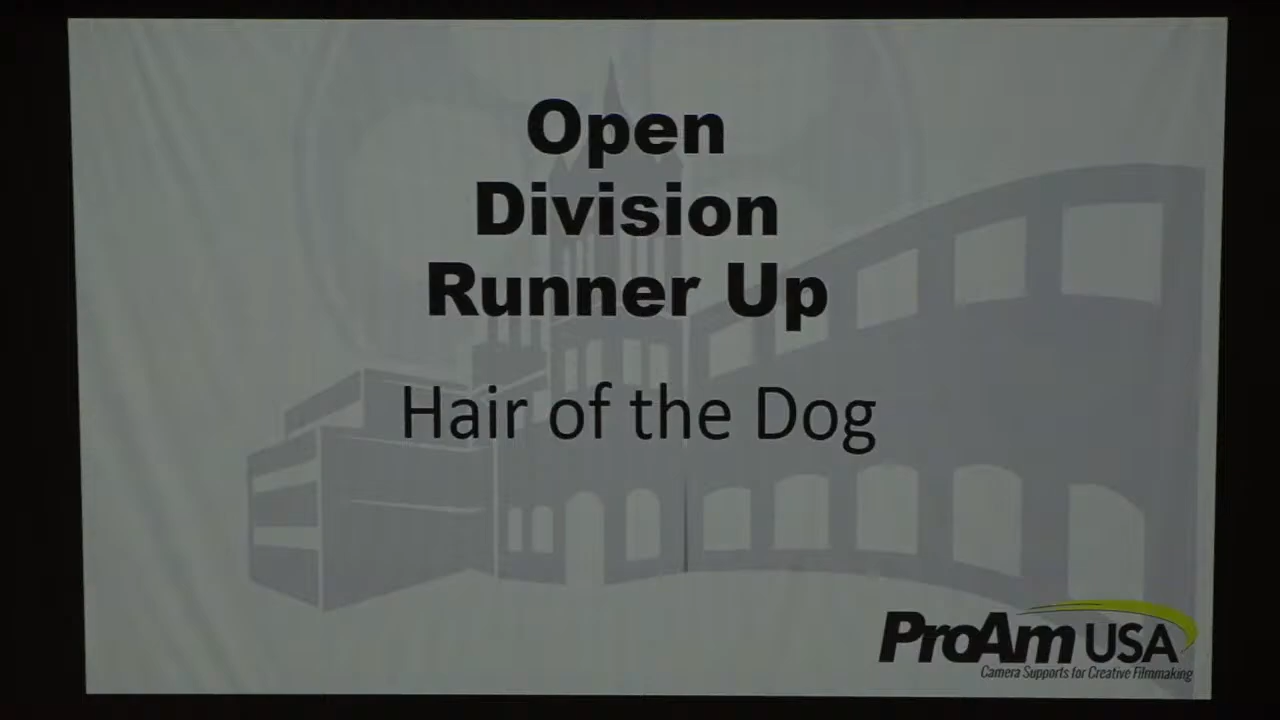 Open
Division
Runner Up
Hair of the Dog
ProAm USA
Camera Supports for Creative Filmmaking